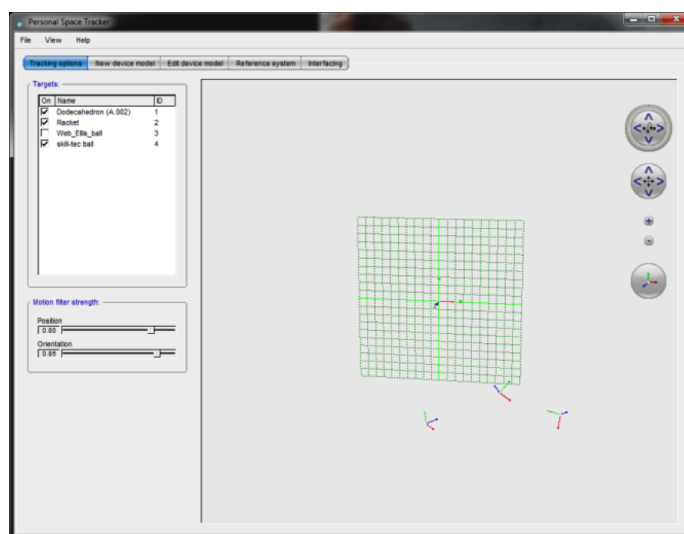 Personal Space Tracker
File View Help
Tracking options New device model Edit device model Reference system Interfacing
Targets:
On Name ID
Dodecahedron (A.002) 1
Racket 2
Web_Ellis_ball 3
skill-tec ball 4
Motion filter strength:
Position
0.80
Orientation
0.85